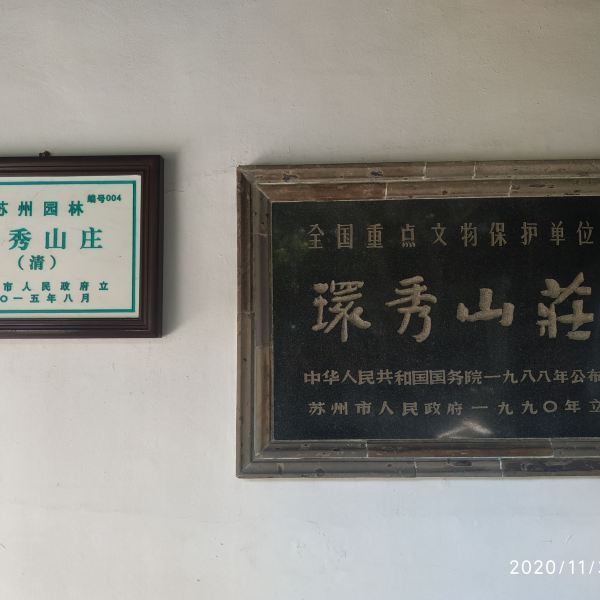 编号004
苏州园林
秀山庄
（清）
市人民政府立
〇一五年八月
全国重点文物保护单位
環秀山莊
中华人民共和国国务院一九八八年公布
苏州市人民政府一九九〇年立
2020/11/3